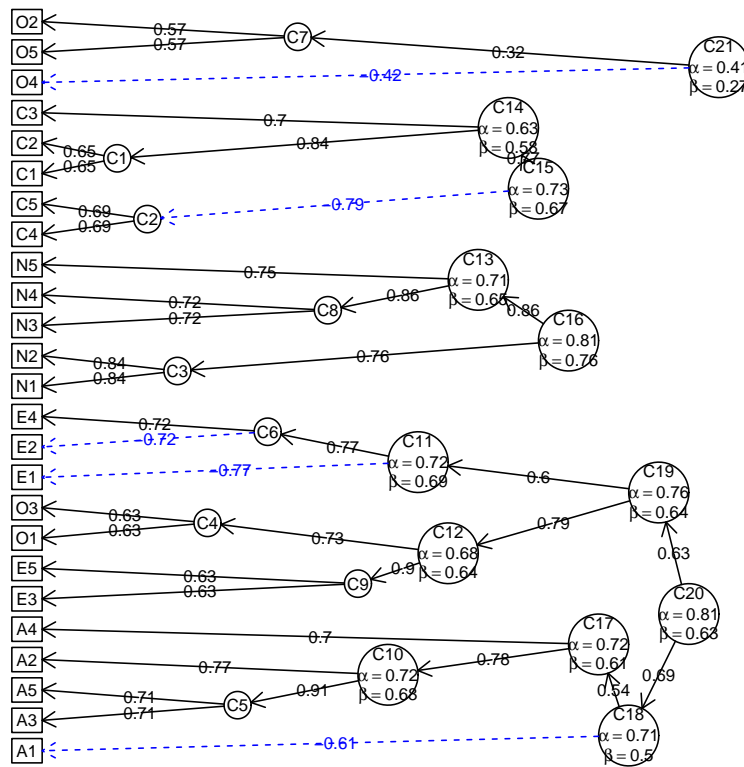 O2
0.57
O5
0.57
C7
0.32
C21
α = 0.41
β = 0.27
O4
-0.42
C3
0.7
C14
α = 0.63
β = 0.58
C2
0.65
C1
0.65
C1
0.84
C15
α = 0.73
β = 0.67
C5
0.69
C4
0.69
C2
-0.79
N5
0.75
C13
α = 0.71
β = 0.65
N4
0.72
N3
0.72
C8
0.86
0.86
C16
α = 0.81
β = 0.76
N2
0.84
N1
0.84
C3
0.76
E4
0.72
E2
-0.72
C6
0.77
C11
α = 0.72
β = 0.69
E1
-0.77
0.6
C19
α = 0.76
β = 0.64
O3
0.63
O1
0.63
C4
0.73
C12
α = 0.68
β = 0.64
0.79
E5
0.63
E3
0.63
C9
0.9
0.63
C20
α = 0.81
β = 0.63
A4
0.7
C17
α = 0.72
β = 0.61
A2
0.77
C10
α = 0.72
β = 0.68
0.78
A5
0.71
A3
0.71
C5
0.91
0.54
0.69
C18
α = 0.71
β = 0.5
A1
-0.61